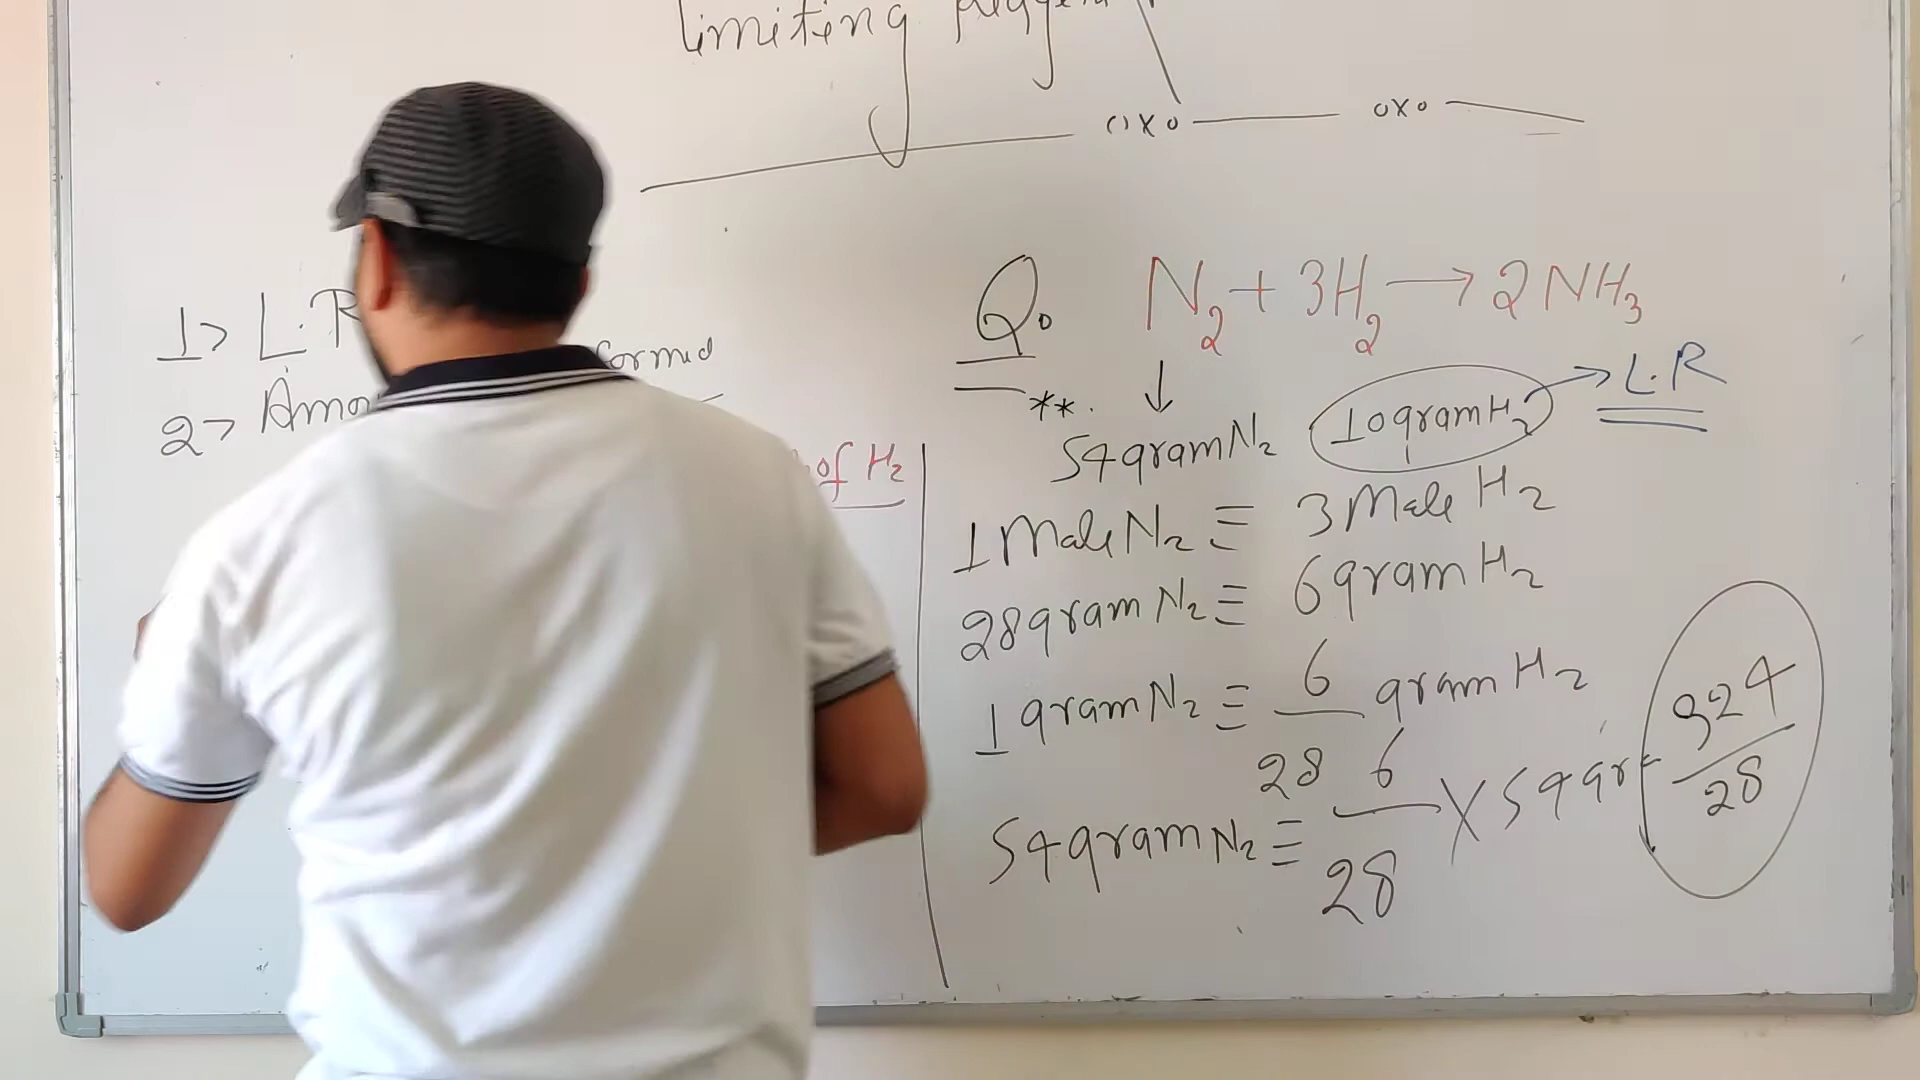 limiting
oxo oxo
1> L.R
2> Amo formed
of H₂
Q. N₂ + 3H₂ → 2NH₃
↓
** 54gram N₂ 10gram H₂ → L.R
1 Mole N₂ ≡ 3 Mole H₂
28gram N₂ ≡ 6gram H₂
1 gram N₂ ≡ 6/28 gram H₂
54gram N₂ ≡ 6/28 X 54gr = 324/28